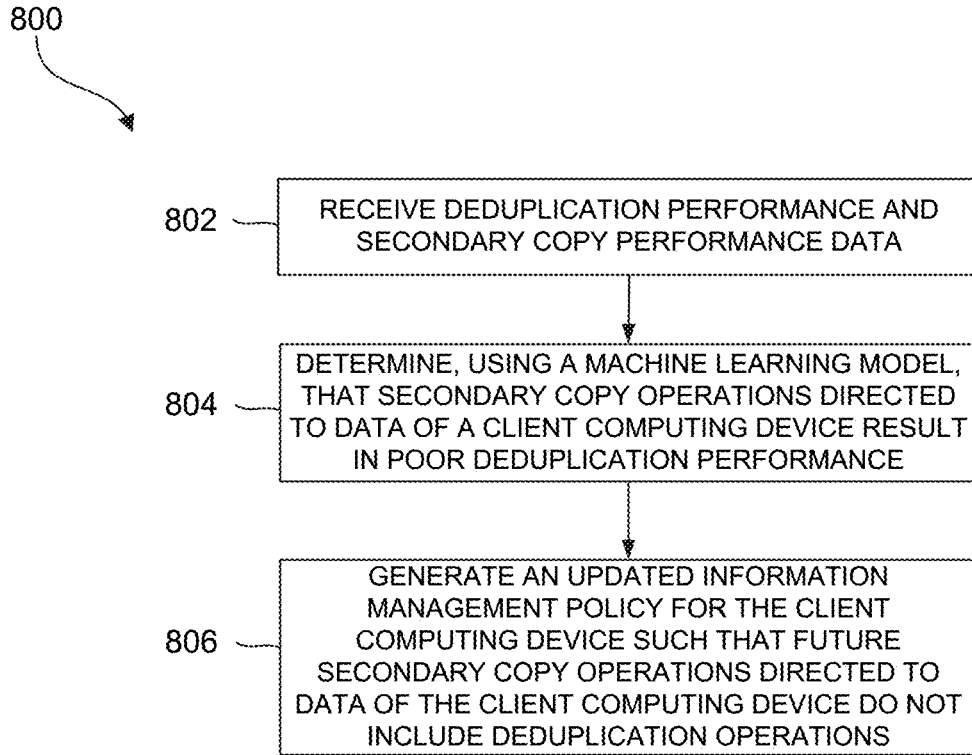 800
802
RECEIVE DEDUPLICATION PERFORMANCE AND
SECONDARY COPY PERFORMANCE DATA
804
DETERMINE, USING A MACHINE LEARNING MODEL,
THAT SECONDARY COPY OPERATIONS DIRECTED
TO DATA OF A CLIENT COMPUTING DEVICE RESULT
IN POOR DEDUPLICATION PERFORMANCE
806
GENERATE AN UPDATED INFORMATION
MANAGEMENT POLICY FOR THE CLIENT
COMPUTING DEVICE SUCH THAT FUTURE
SECONDARY COPY OPERATIONS DIRECTED TO
DATA OF THE CLIENT COMPUTING DEVICE DO NOT
INCLUDE DEDUPLICATION OPERATIONS